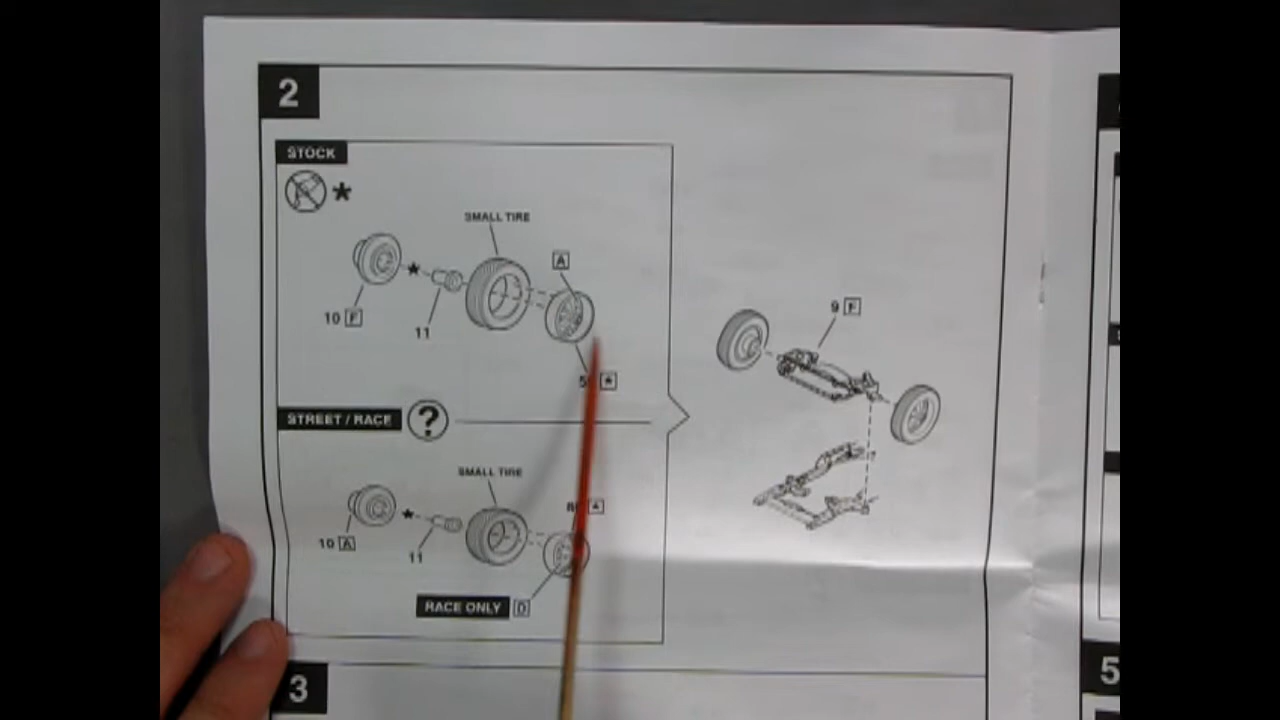 2
STOCK
★
SMALL TIRE
A
10 F
11
9 F
STREET / RACE ?
SMALL TIRE
10 A
11
RACE ONLY D
3
5